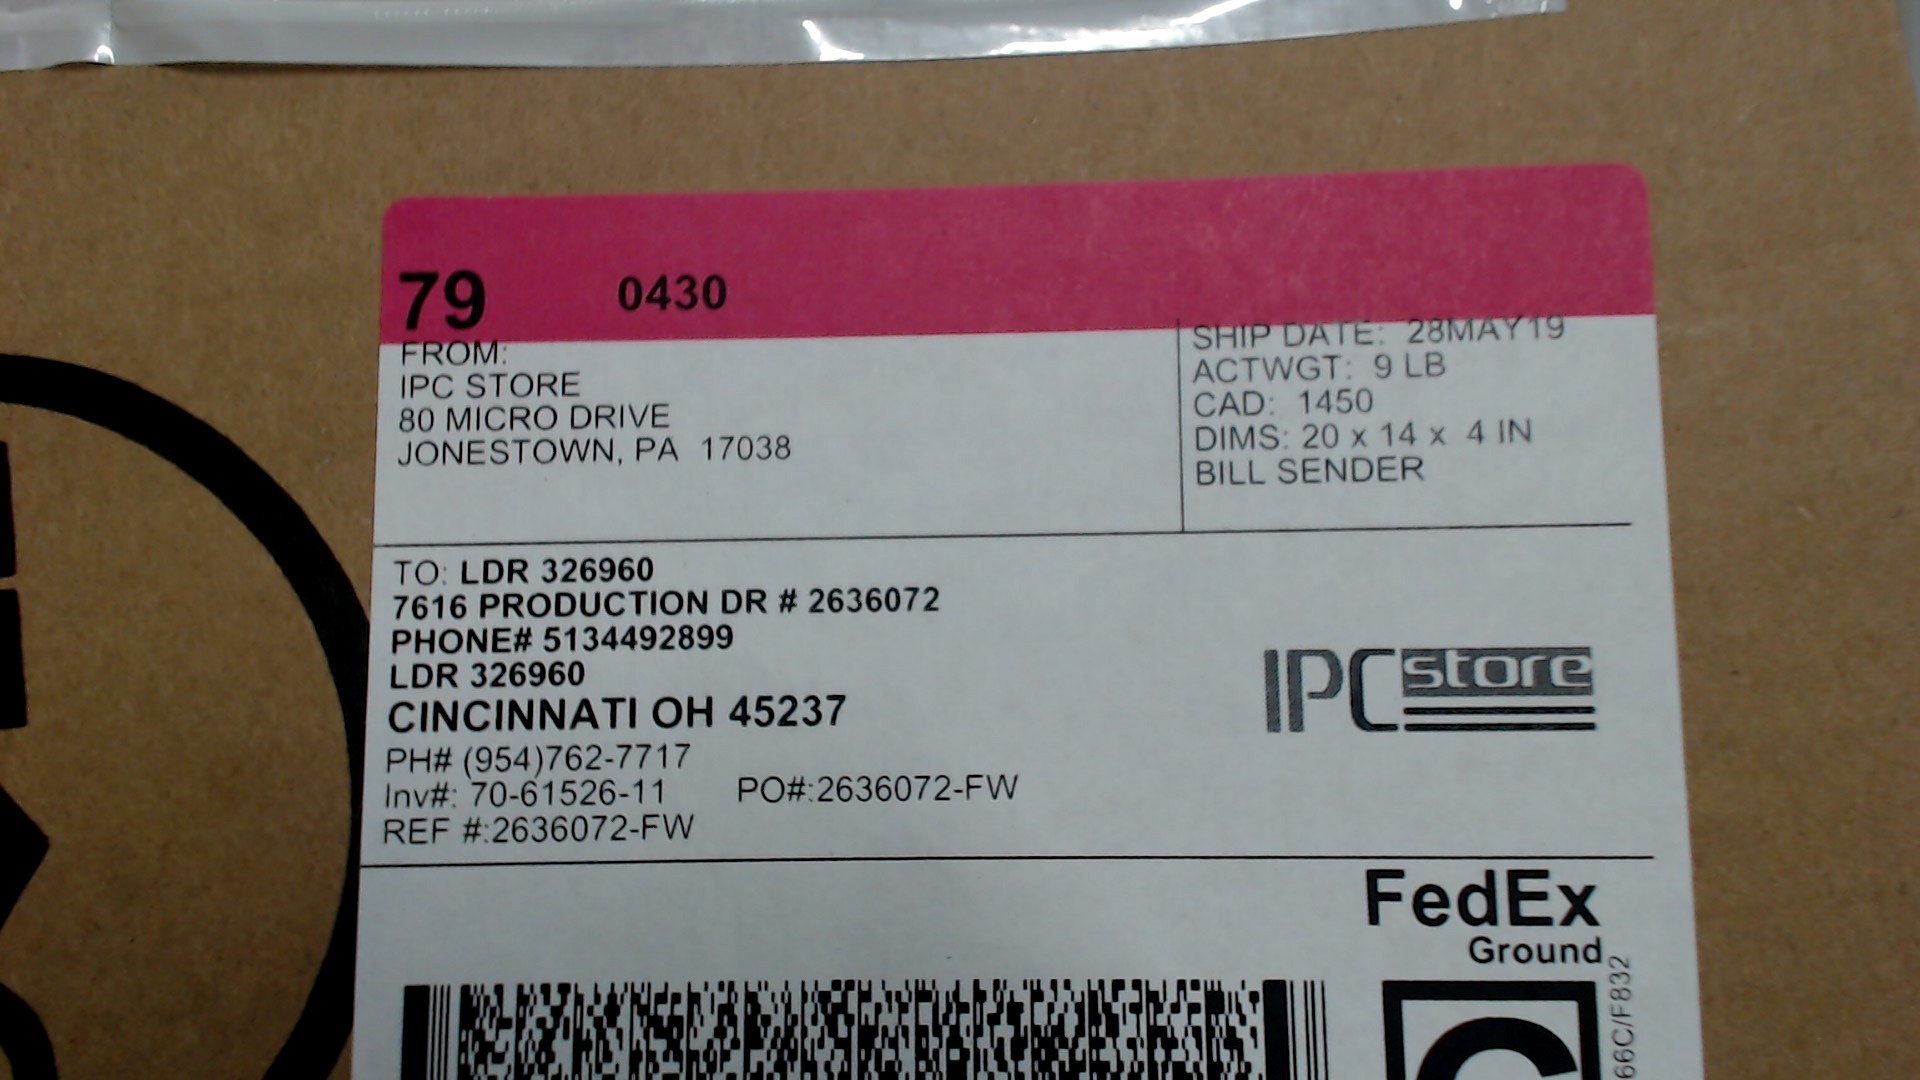 79 0430
FROM:
IPC STORE
80 MICRO DRIVE
JONESTOWN, PA 17038
SHIP DATE: 28MAY19
ACTWGT: 9 LB
CAD: 1450
DIMS: 20 x 14 x 4 IN
BILL SENDER
TO: LDR 326960
7616 PRODUCTION DR # 2636072
PHONE# 5134492899
LDR 326960
CINCINNATI OH 45237
PH# (954)762-7717
Inv#: 70-61526-11 PO#:2636072-FW
REF #:2636072-FW
IPC store
FedEx
Ground
66C/F832